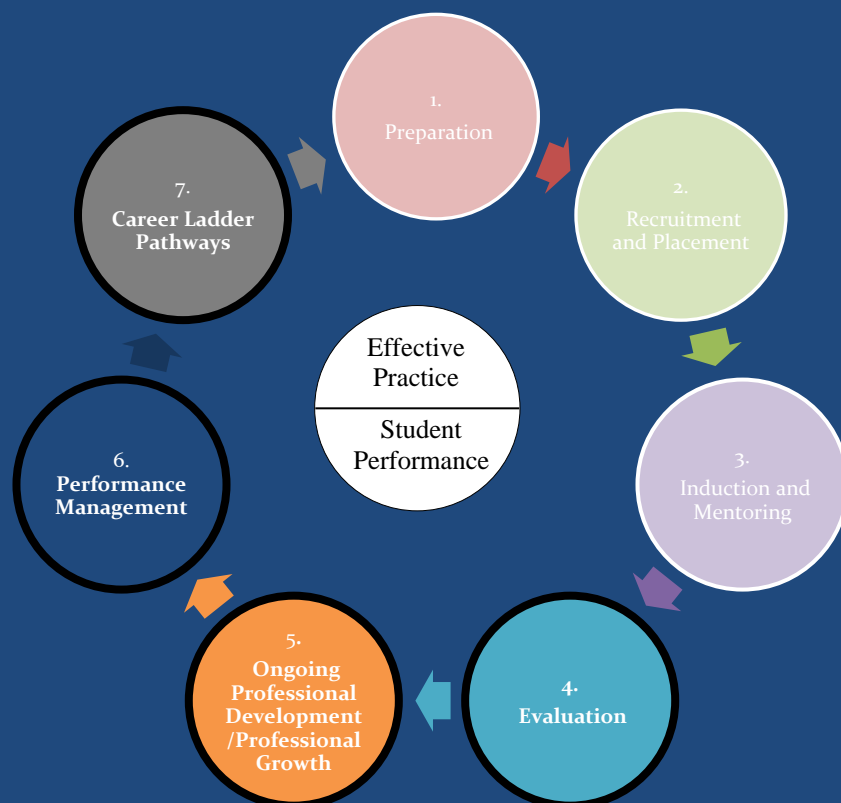 1.
Preparation
2.
Recruitment
and Placement
3.
Induction and
Mentoring
4.
Evaluation
5.
Ongoing
Professional
Development
/Professional
Growth
6.
Performance
Management
7.
Career Ladder
Pathways
Effective
Practice
Student
Performance